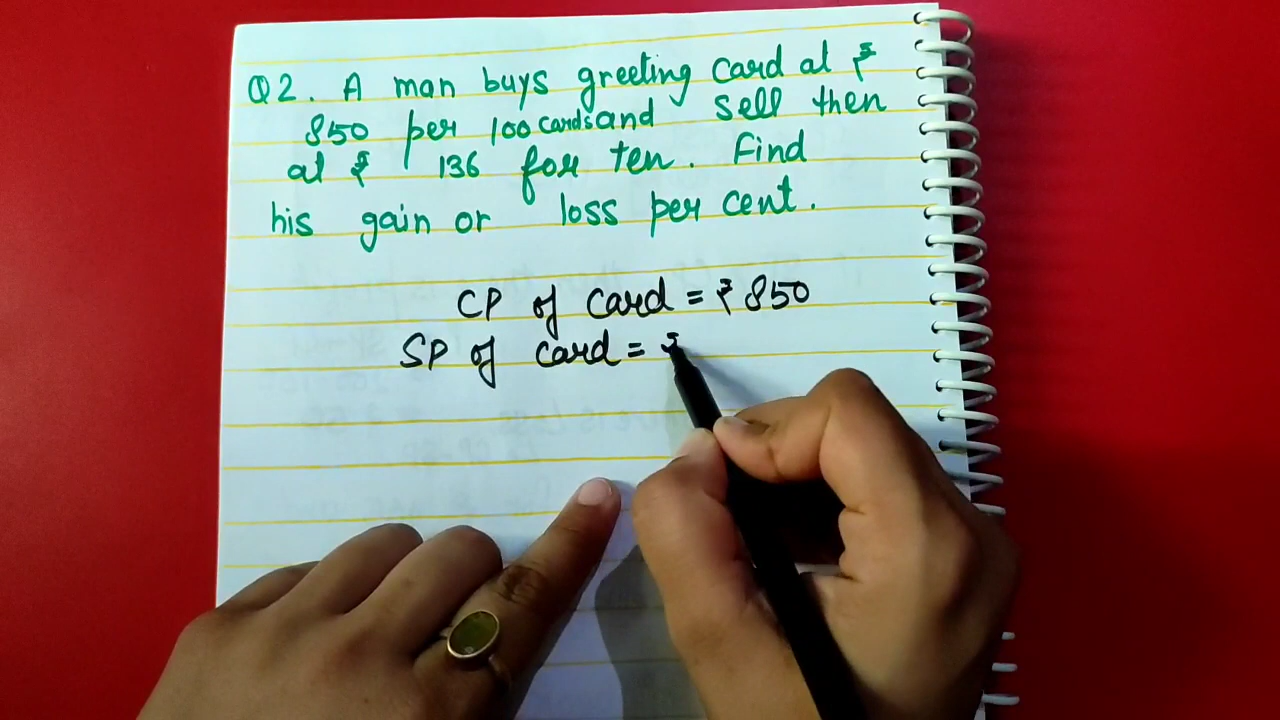 Q2. A man buys greeting card at ₹
850 per 100 cards and sell then
at ₹ 136 for ten. Find
his gain or loss per cent.
CP of card = ₹ 850
SP of card = ₹